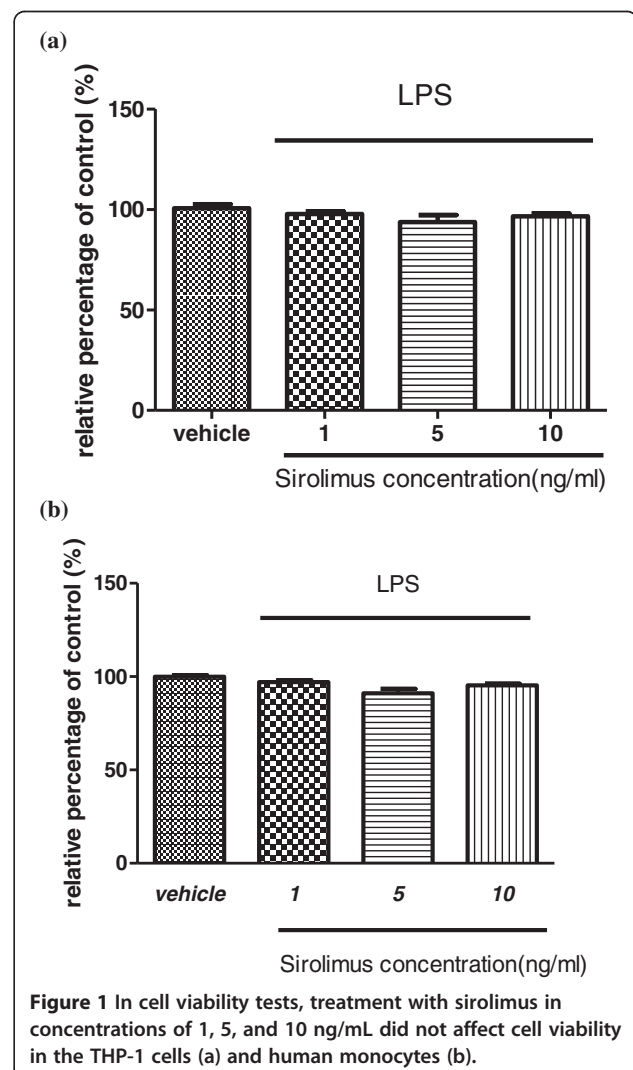 (a)
relative percentage of control (%)
150
100
50
0
LPS
vehicle 1 5 10
Sirolimus concentration(ng/ml)
(b)
relative percentage of control (%)
150
100
50
0
LPS
vehicle 1 5 10
Sirolimus concentration(ng/ml)
Figure 1 In cell viability tests, treatment with sirolimus in
concentrations of 1, 5, and 10 ng/mL did not affect cell viability
in the THP-1 cells (a) and human monocytes (b).